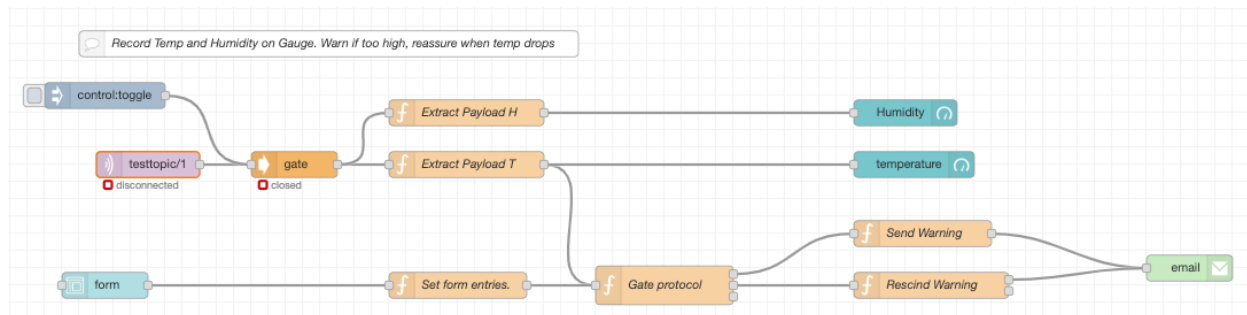 Record Temp and Humidity on Gauge. Warn if too high, reassure when temp drops
control:toggle
Extract Payload H
Humidity
testtopic/1
gate
Extract Payload T
temperature
disconnected
closed
Send Warning
email
form
Set form entries.
Gate protocol
Rescind Warning